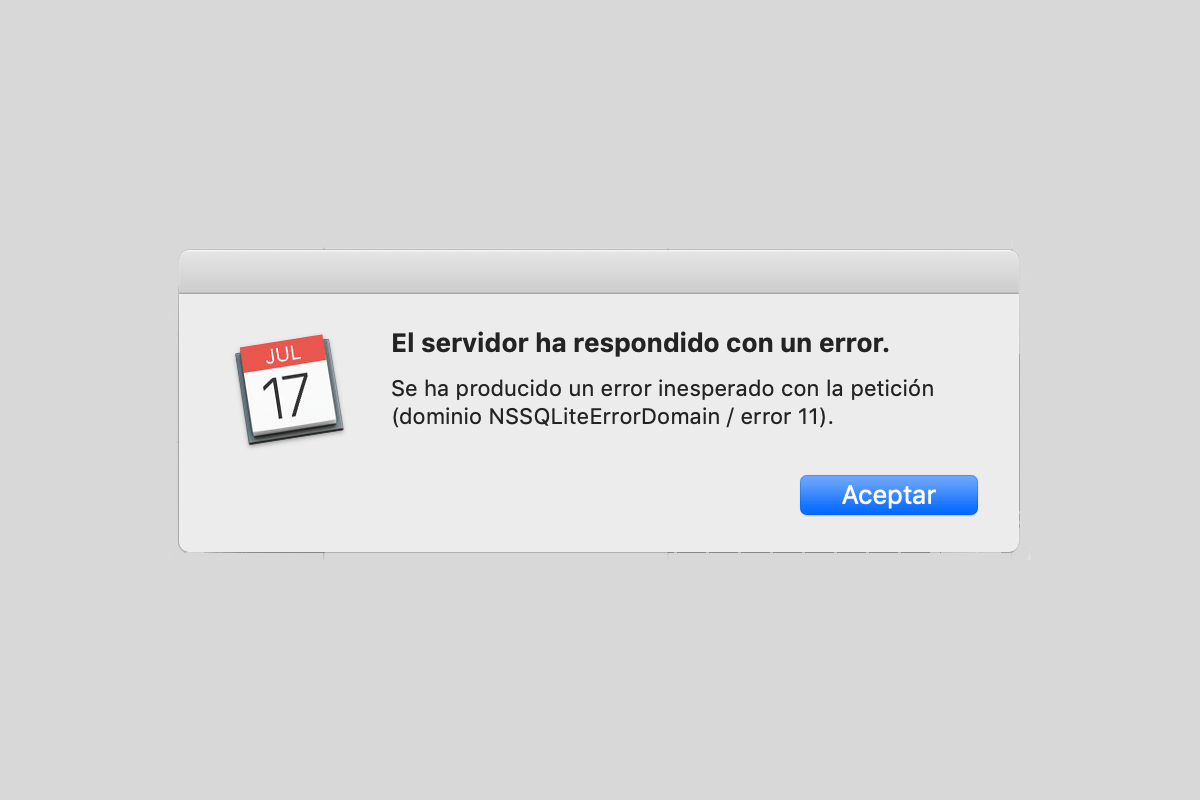 JUL
17
El servidor ha respondido con un error.
Se ha producido un error inesperado con la petición
(dominio NSSQLiteErrorDomain / error 11).
Aceptar